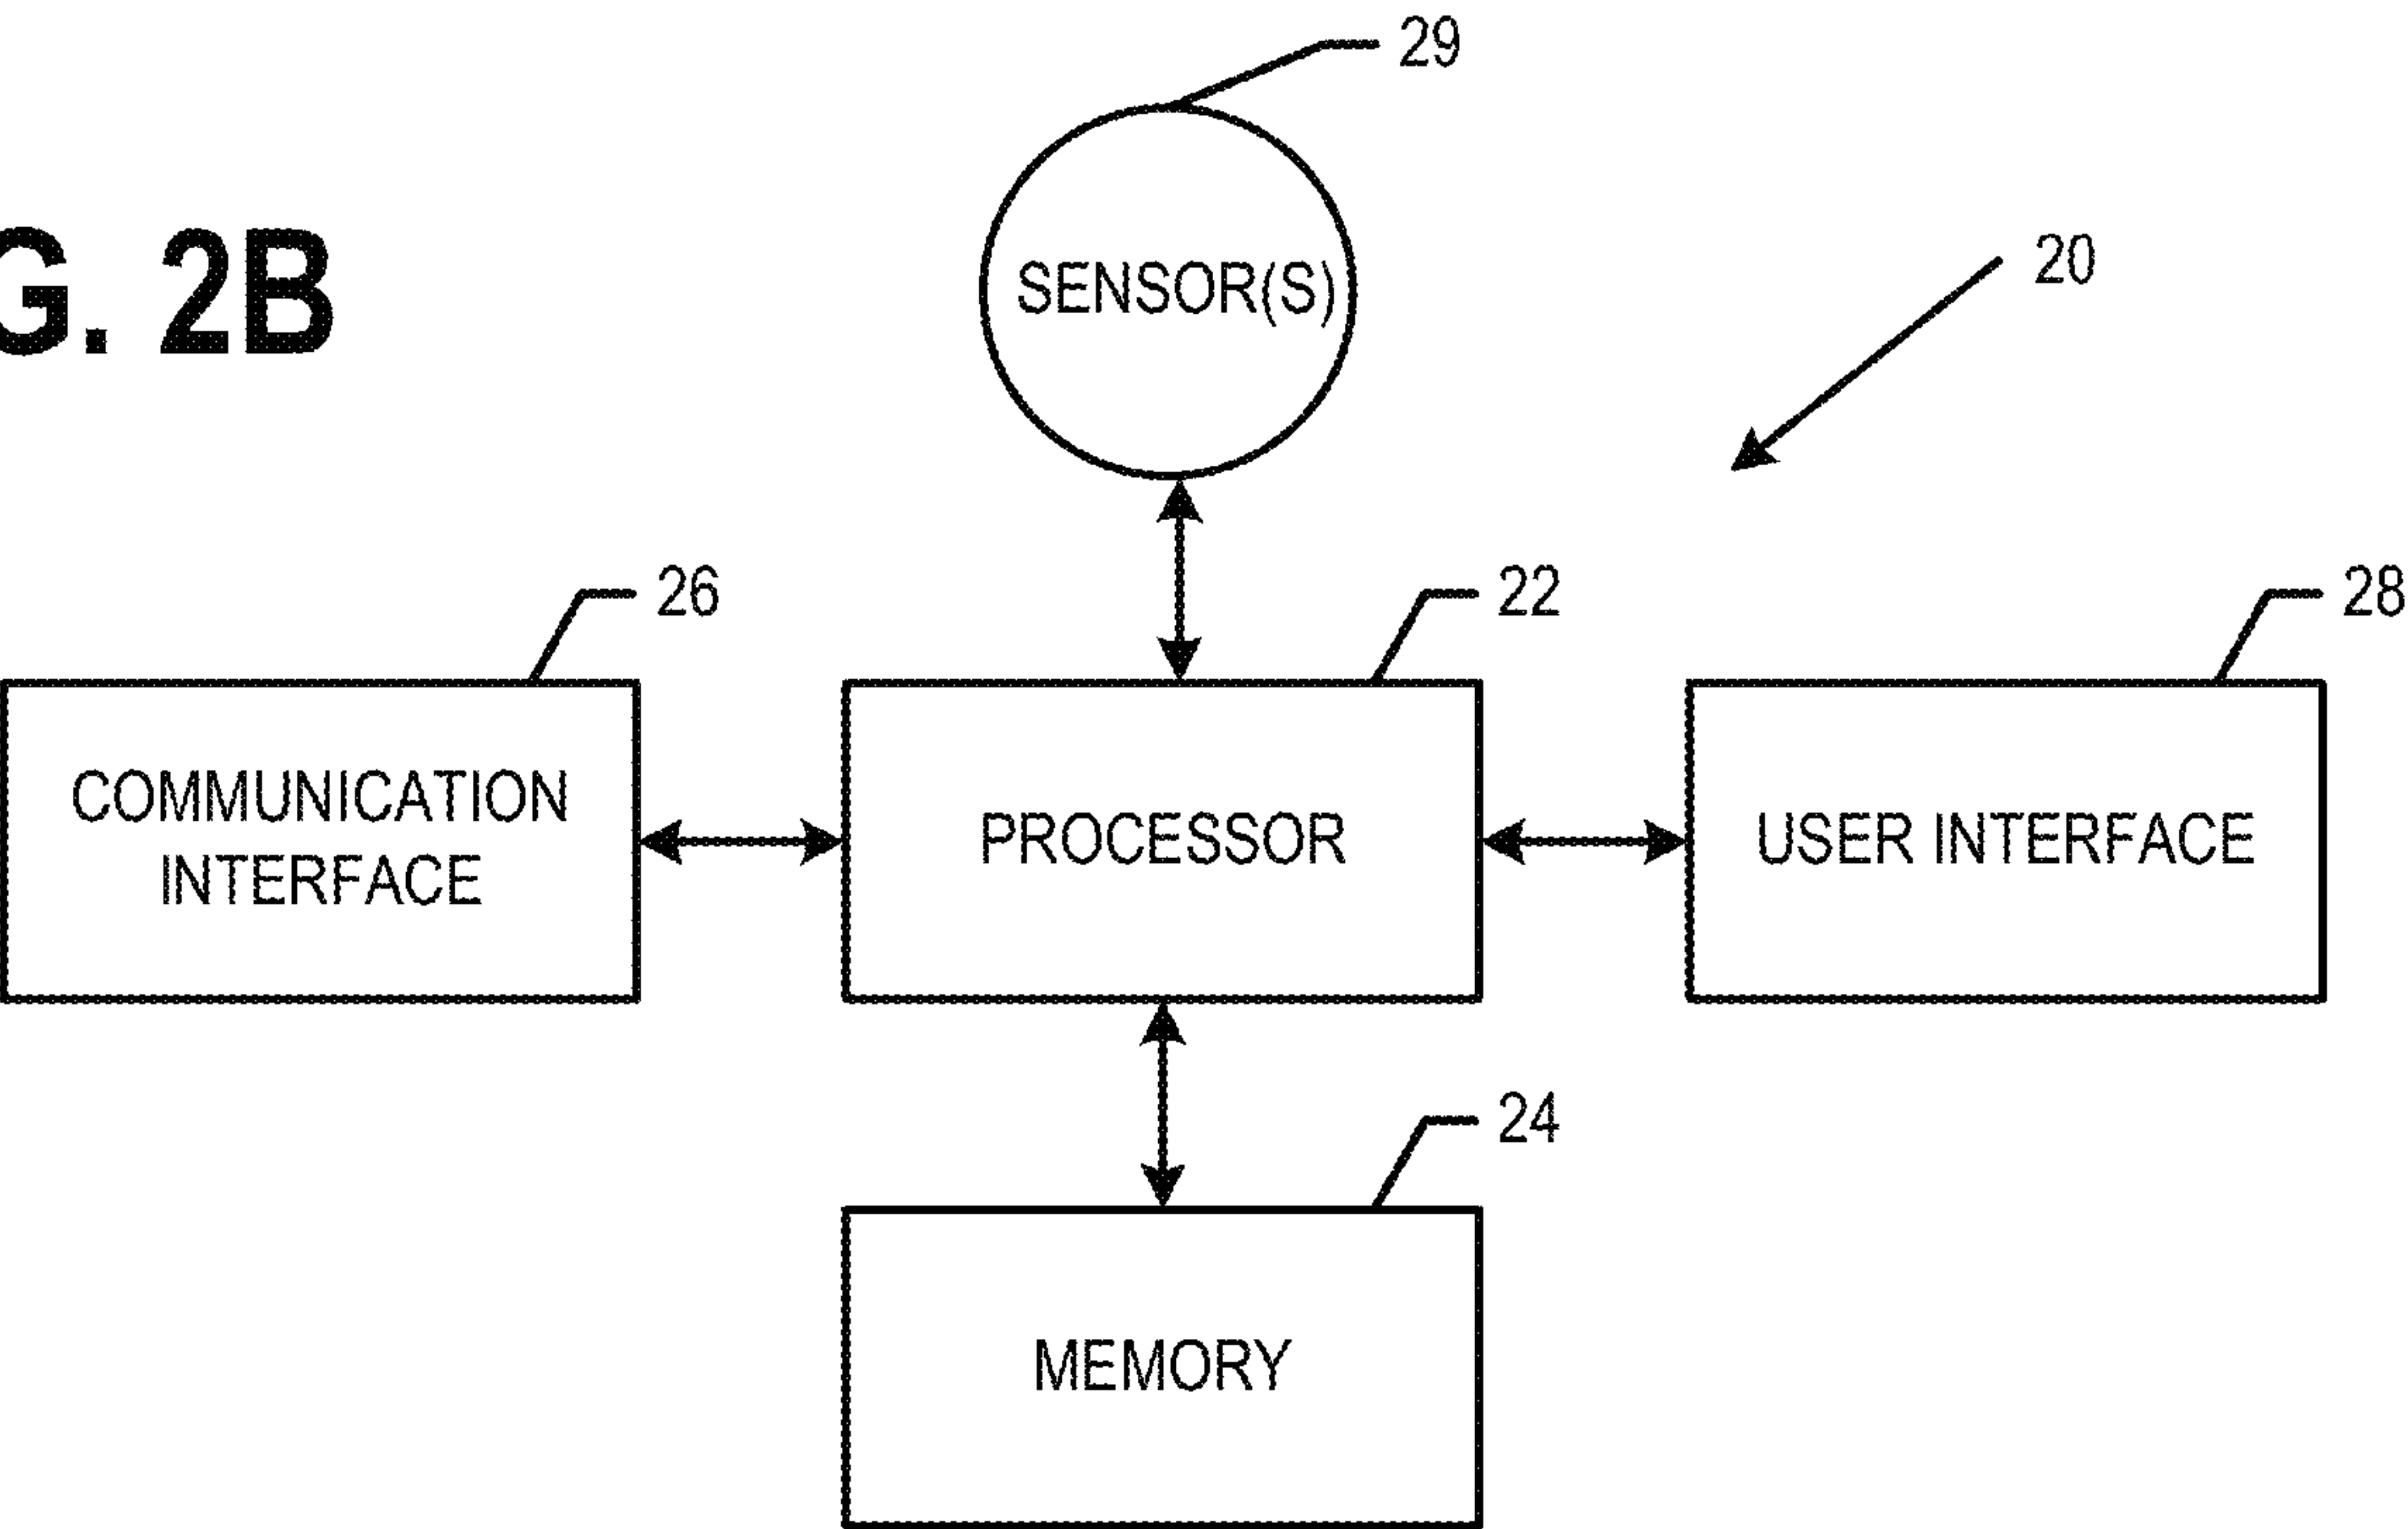 29
G. 2B
SENSOR(S)
20
26
22
28
COMMUNICATION
INTERFACE
PROCESSOR
USER INTERFACE
24
MEMORY